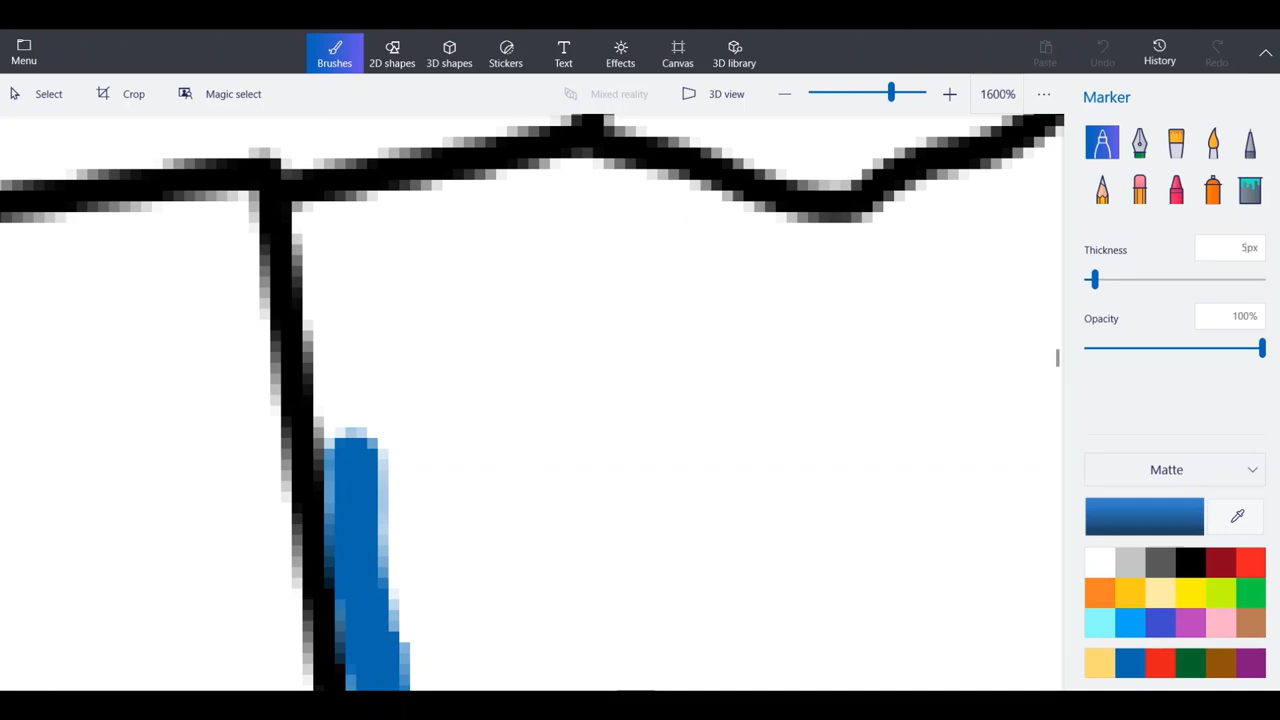 Menu
Brushes
2D shapes
3D shapes
Stickers
Text
Effects
Canvas
3D library
Paste
Undo
History
Redo
Select
Crop
Magic select
Mixed reality
3D view
1600%
Marker
Thickness
5px
Opacity
100%
Matte